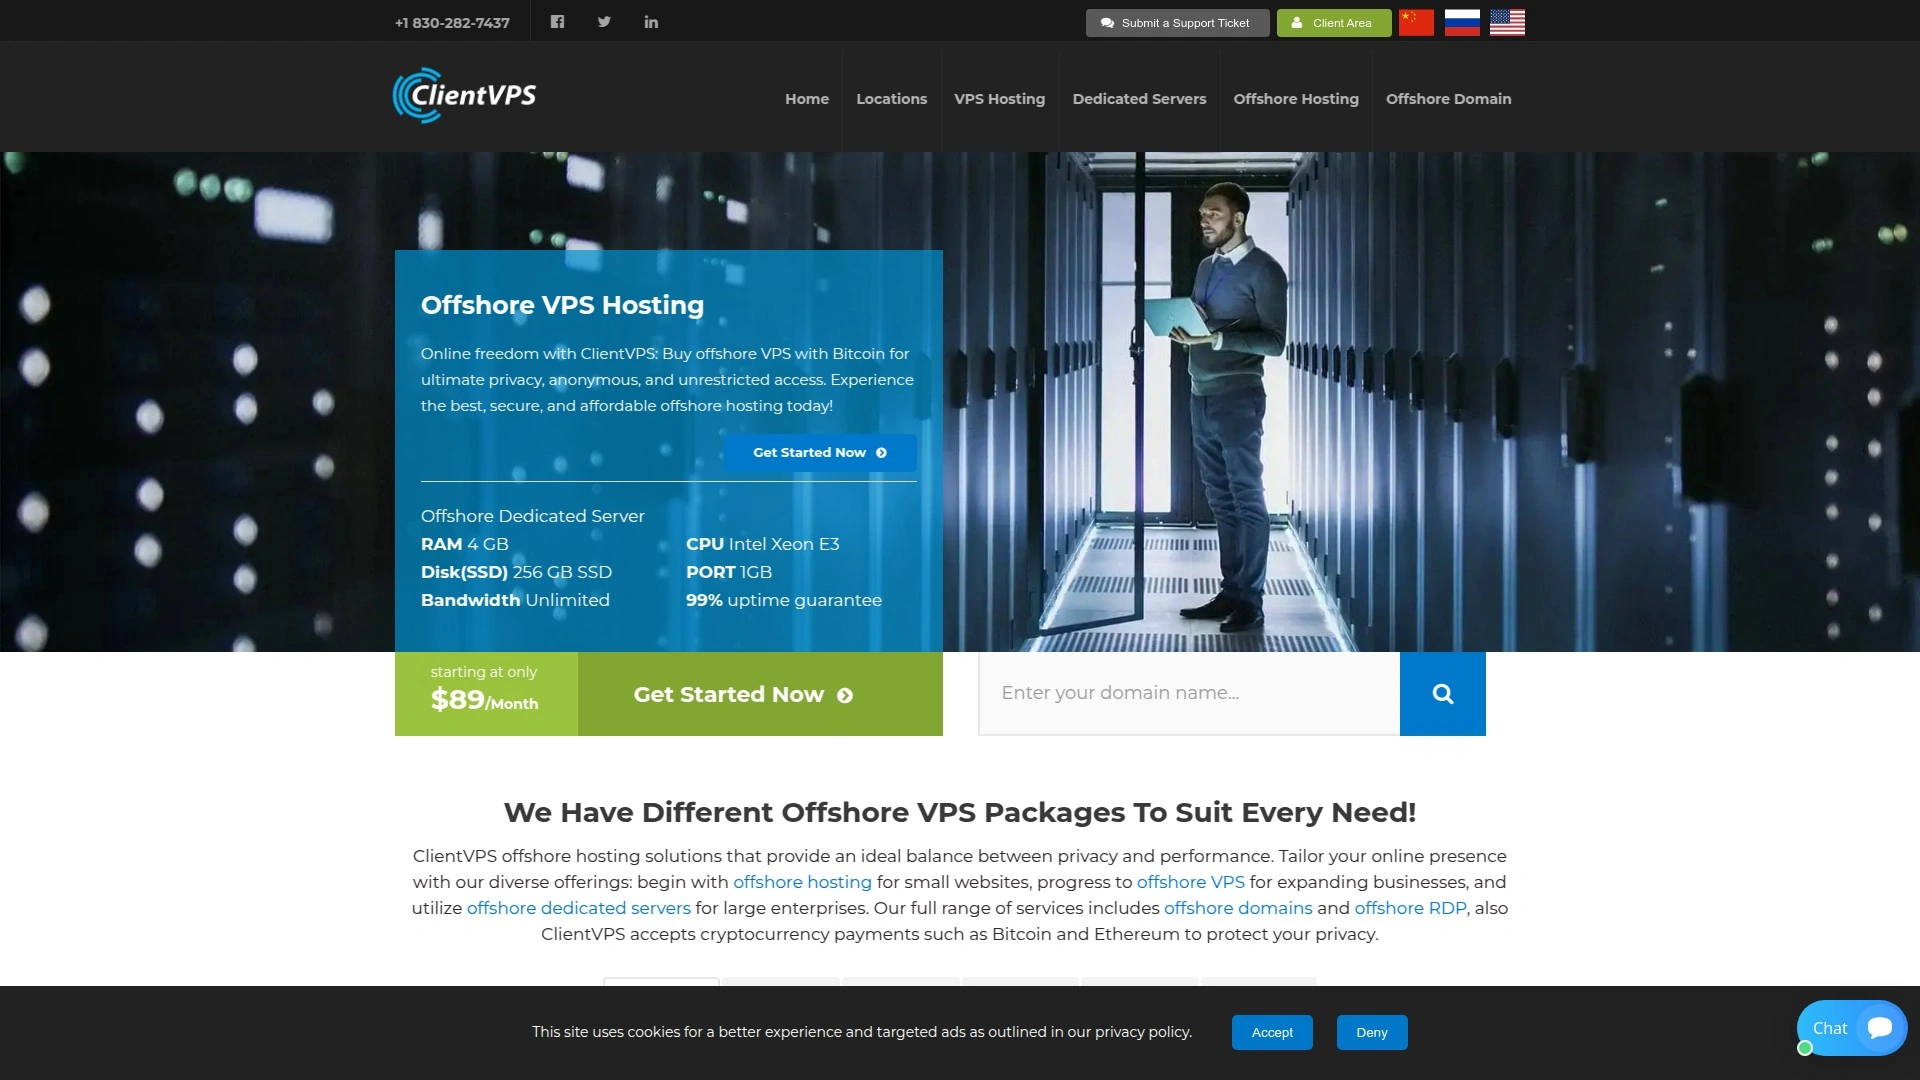 +1 830-282-7437
Submit a Support Ticket
Client Area
ClientVPS
Home
Locations
VPS Hosting
Dedicated Servers
Offshore Hosting
Offshore Domain
Offshore VPS Hosting
Online freedom with ClientVPS: Buy offshore VPS with Bitcoin for
ultimate privacy, anonymous, and unrestricted access. Experience
the best, secure, and affordable offshore hosting today!
Get Started Now
Offshore Dedicated Server
RAM 4 GB
CPU Intel Xeon E3
Disk(SSD) 256 GB SSD
PORT 1GB
Bandwidth Unlimited
99% uptime guarantee
starting at only
$89/Month
Get Started Now
Enter your domain name...
We Have Different Offshore VPS Packages To Suit Every Need!
ClientVPS offshore hosting solutions that provide an ideal balance between privacy and performance. Tailor your online presence
with our diverse offerings: begin with offshore hosting for small websites, progress to offshore VPS for expanding businesses, and
utilize offshore dedicated servers for large enterprises. Our full range of services includes offshore domains and offshore RDP, also
ClientVPS accepts cryptocurrency payments such as Bitcoin and Ethereum to protect your privacy.
This site uses cookies for a better experience and targeted ads as outlined in our privacy policy.
Accept
Deny
Chat